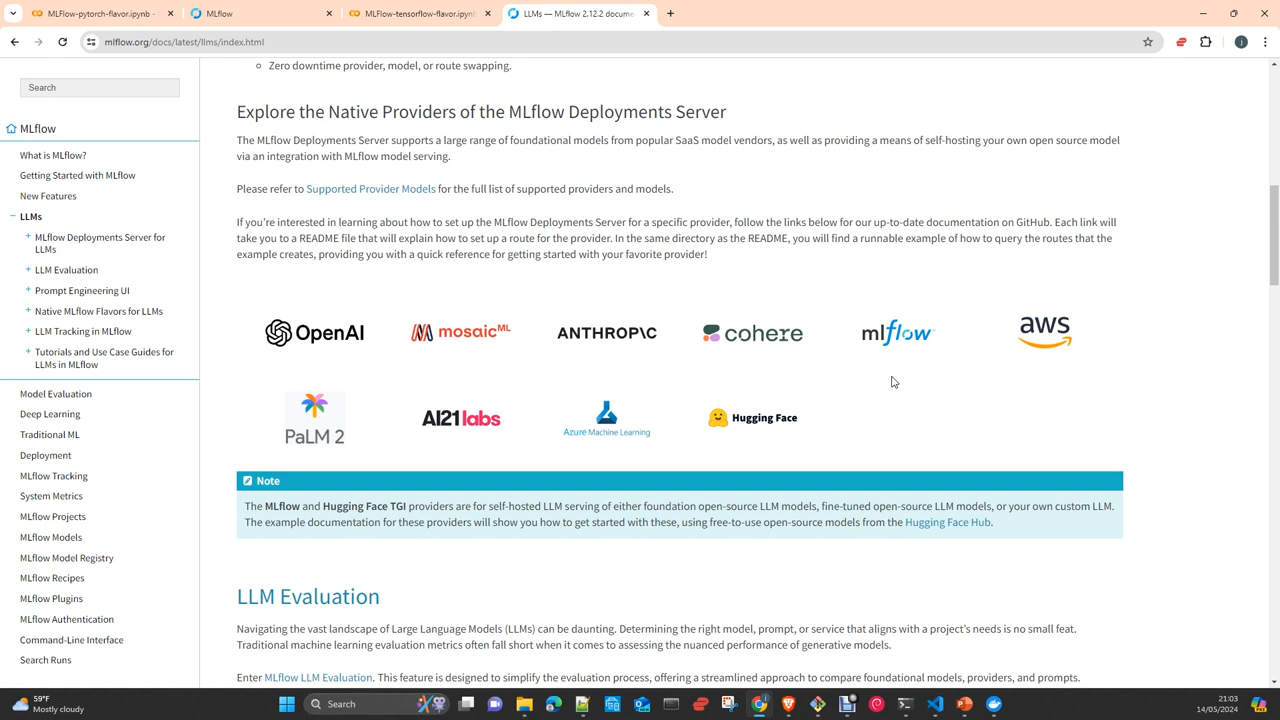 MLFlow-pytorch-flavor.ipynb -
MLflow
MLFlow-tensorflow-flavor.ipynb
LLMs — MLflow 2.12.2 docume
mlflow.org/docs/latest/llms/index.html
Search
MLflow
What is MLflow?
Getting Started with MLflow
New Features
LLMs
MLflow Deployments Server for
LLMs
LLM Evaluation
Prompt Engineering UI
Native MLflow Flavors for LLMs
LLM Tracking in MLflow
Tutorials and Use Case Guides for
LLMs in MLflow
Model Evaluation
Deep Learning
Traditional ML
Deployment
MLflow Tracking
System Metrics
MLflow Projects
MLflow Models
MLflow Model Registry
MLflow Recipes
MLflow Plugins
MLflow Authentication
Command-Line Interface
Search Runs
Zero downtime provider, model, or route swapping.
Explore the Native Providers of the MLflow Deployments Server
The MLflow Deployments Server supports a large range of foundational models from popular SaaS model vendors, as well as providing a means of self-hosting your own open source model
via an integration with MLflow model serving.
Please refer to Supported Provider Models for the full list of supported providers and models.
If you’re interested in learning about how to set up the MLflow Deployments Server for a specific provider, follow the links below for our up-to-date documentation on GitHub. Each link will
take you to a README file that will explain how to set up a route for the provider. In the same directory as the README, you will find a runnable example of how to query the routes that the
example creates, providing you with a quick reference for getting started with your favorite provider!
OpenAI mosaicML ANTHROP\C cohere mlflow aws
PaLM 2 AI21labs Azure Machine Learning Hugging Face
Note
The MLflow and Hugging Face TGI providers are for self-hosted LLM serving of either foundation open-source LLM models, fine-tuned open-source LLM models, or your own custom LLM.
The example documentation for these providers will show you how to get started with these, using free-to-use open-source models from the Hugging Face Hub.
LLM Evaluation
Navigating the vast landscape of Large Language Models (LLMs) can be daunting. Determining the right model, prompt, or service that aligns with a project’s needs is no small feat.
Traditional machine learning evaluation metrics often fall short when it comes to assessing the nuanced performance of generative models.
Enter MLflow LLM Evaluation. This feature is designed to simplify the evaluation process, offering a streamlined approach to compare foundational models, providers, and prompts.
59°F
Mostly cloudy
Search
21:03
14/05/2024